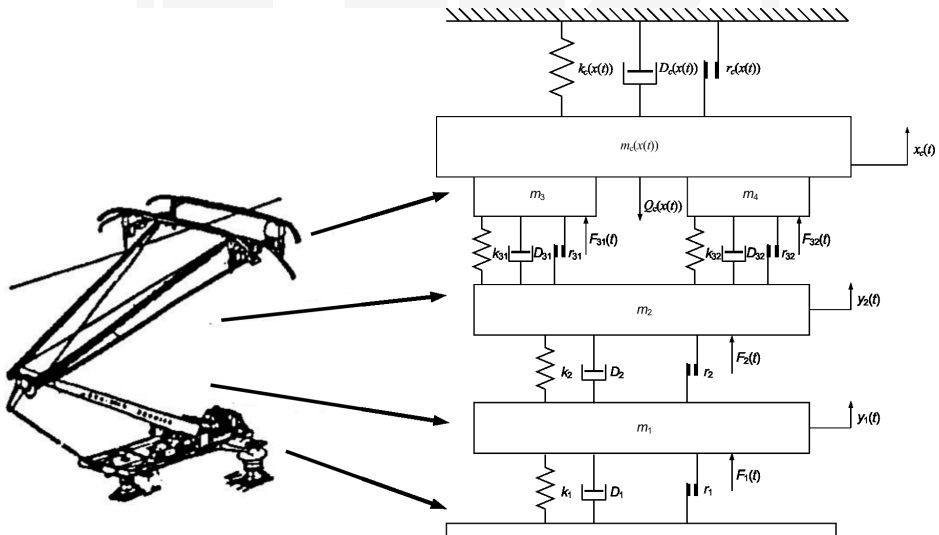 k_c(x(t)) D_c(x(t)) r_c(x(t))
m_c(x(t))
x_c(t)
m_3 Q_c(x(t)) m_4
k_31 D_31 r_31 F_31(t) k_32 D_32 r_32 F_32(t)
m_2 y_2(t)
k_2 D_2 r_2 F_2(t)
m_1 y_1(t)
k_1 D_1 r_1 F_1(t)